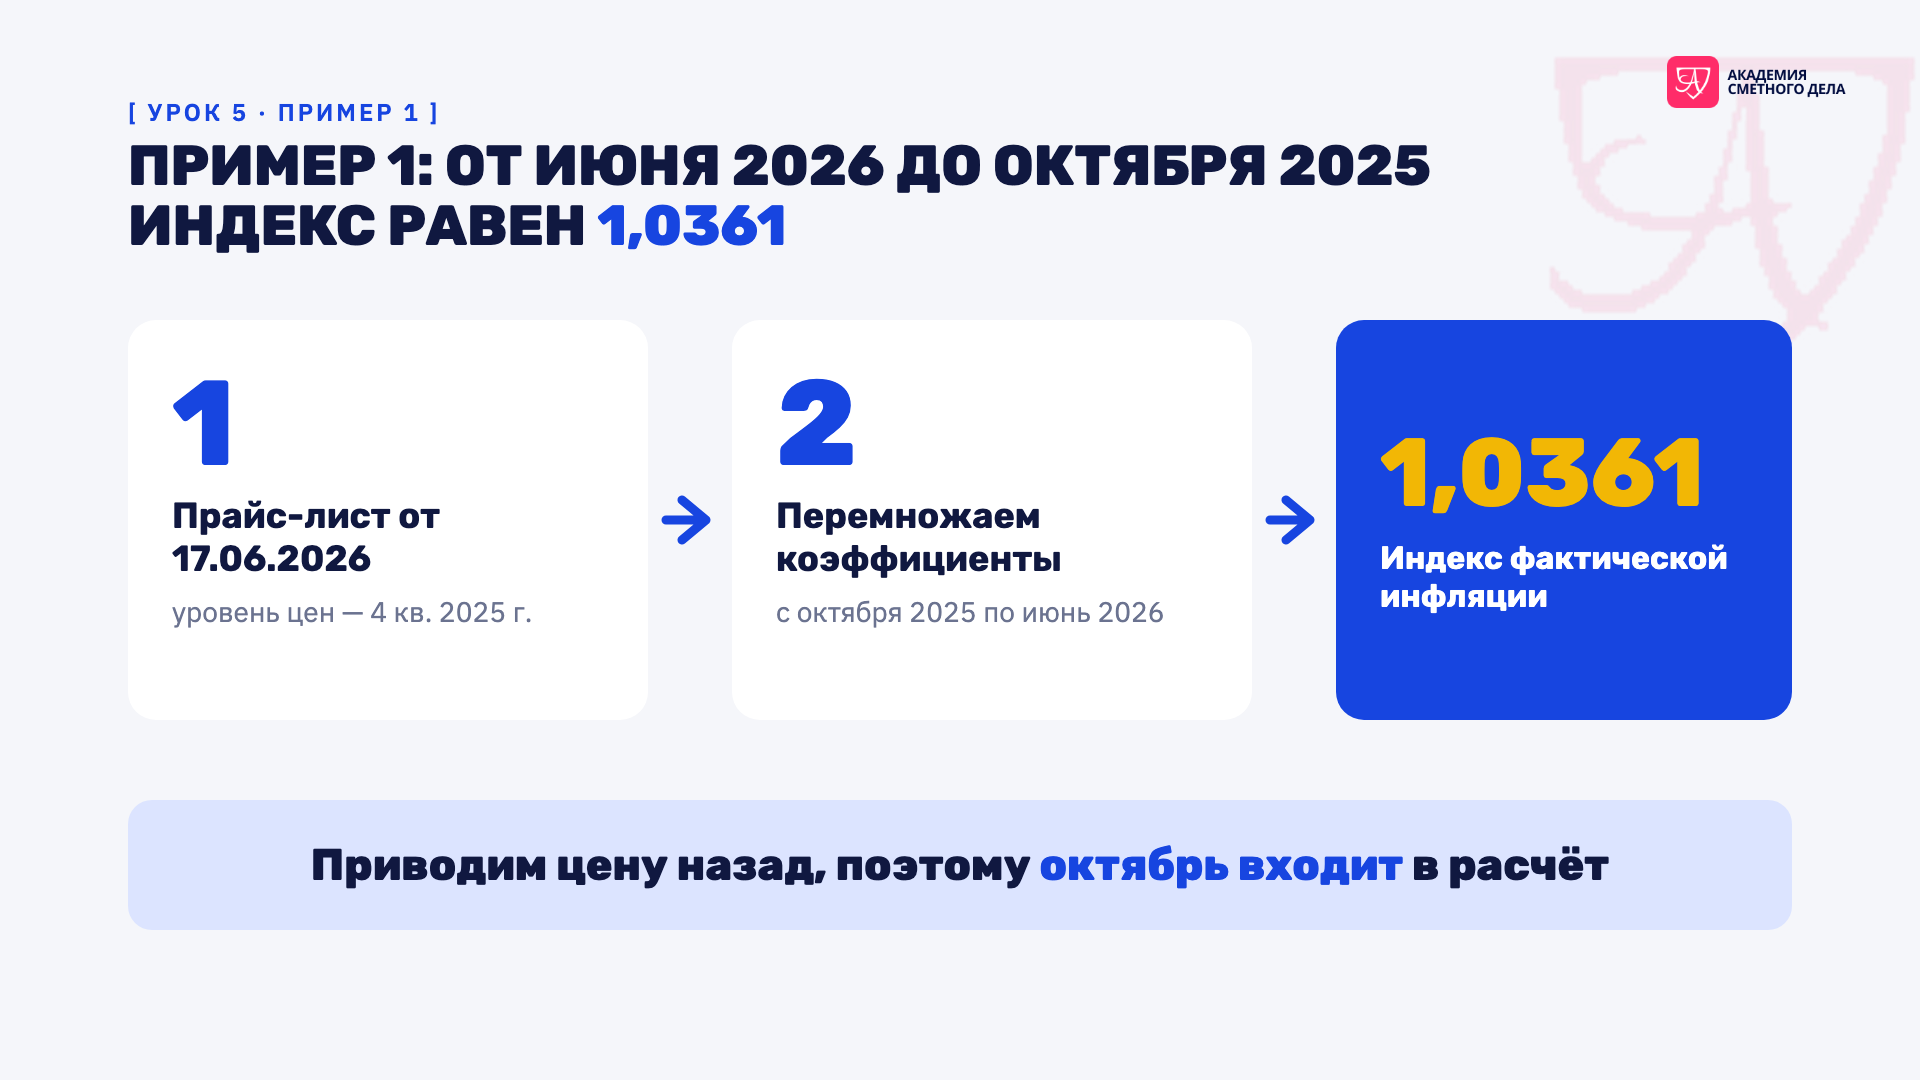 АКАДЕМИЯ
СМЕТНОГО ДЕЛА
[ УРОК 5 · ПРИМЕР 1 ]
ПРИМЕР 1: ОТ ИЮНЯ 2026 ДО ОКТЯБРЯ 2025
ИНДЕКС РАВЕН 1,0361
1
Прайс-лист от
17.06.2026
уровень цен — 4 кв. 2025 г.
2
Перемножаем
коэффициенты
с октября 2025 по июнь 2026
1,0361
Индекс фактической
инфляции
Приводим цену назад, поэтому октябрь входит в расчёт